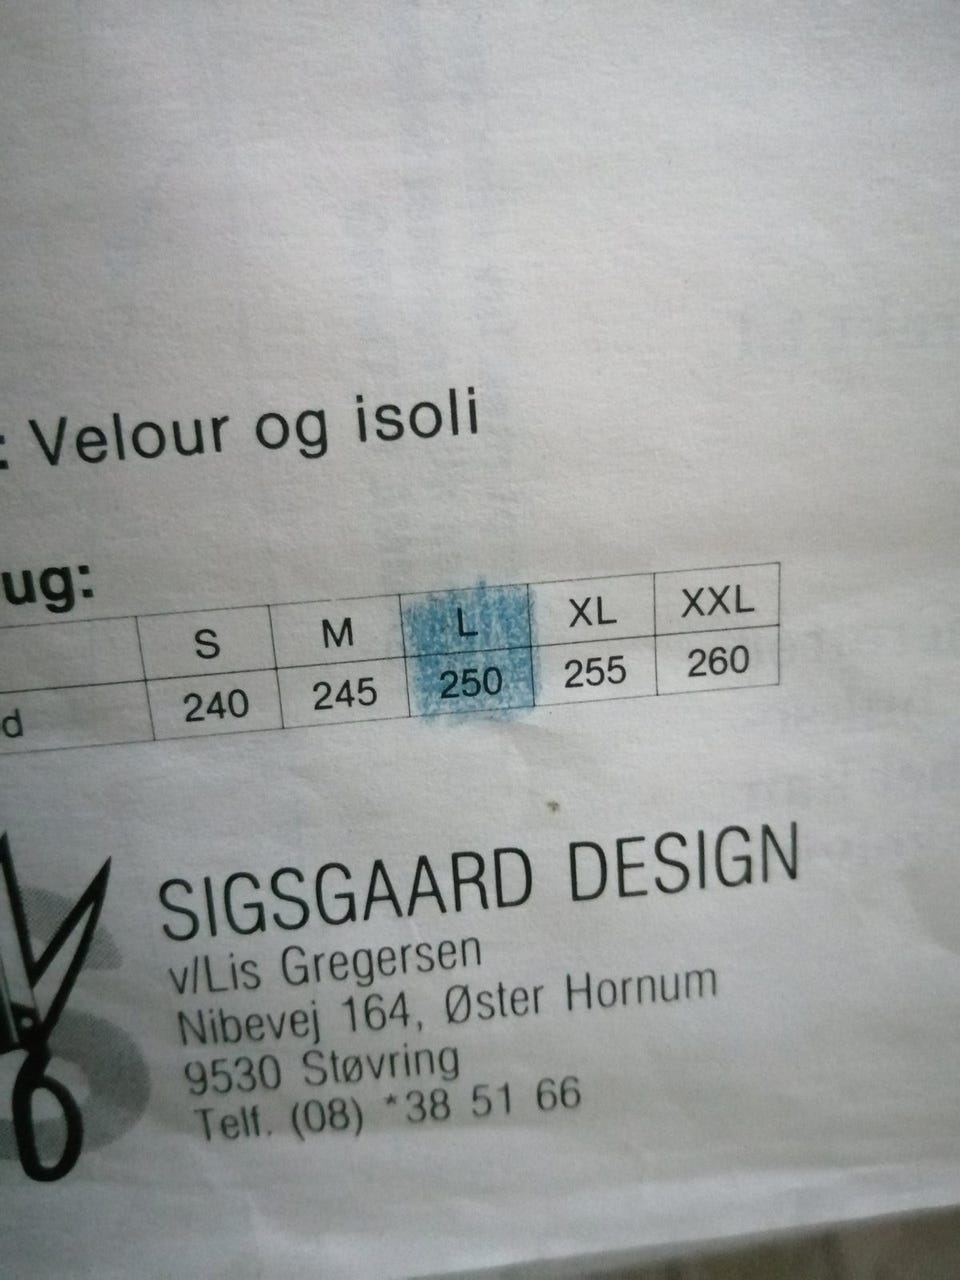 : Velour og isoli
ug:
S M L XL XXL
d 240 245 250 255 260
SIGSGAARD DESIGN
v/Lis Gregersen
Nibevej 164, Øster Hornum
9530 Støvring
Telf. (08) *38 51 66